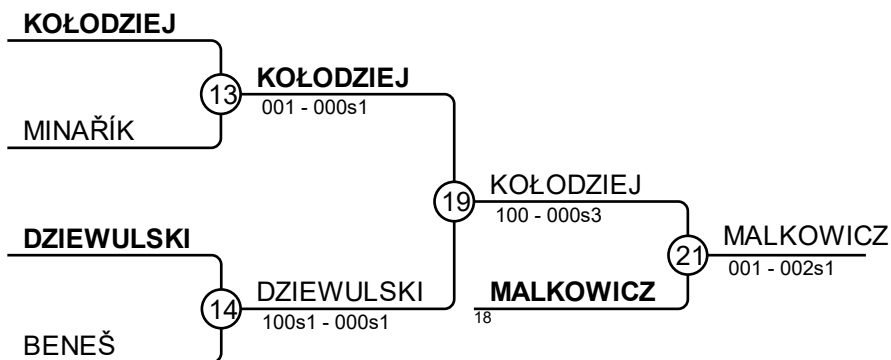 KOŁODZIEJ
13
KOŁODZIEJ
001 - 000s1
MINAŘÍK
19
KOŁODZIEJ
100 - 000s3
DZIEWULSKI
21
MALKOWICZ
001 - 002s1
14
DZIEWULSKI
100s1 - 000s1
MALKOWICZ
18
BENEŠ